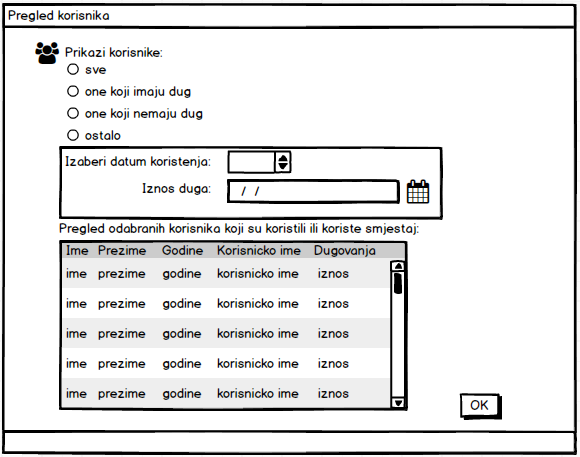 Pregled korisnika
Prikazi korisnike:
sve
one koji imaju dug
one koji nemaju dug
ostalo
Izaberi datum koristenja:
Iznos duga: / /
Pregled odabranih korisnika koji su koristili ili koriste smjestaj:
Ime Prezime Godine Korisnicko ime Dugovanja
ime prezime godine korisnicko ime iznos
ime prezime godine korisnicko ime iznos
ime prezime godine korisnicko ime iznos
ime prezime godine korisnicko ime iznos
ime prezime godine korisnicko ime iznos
OK